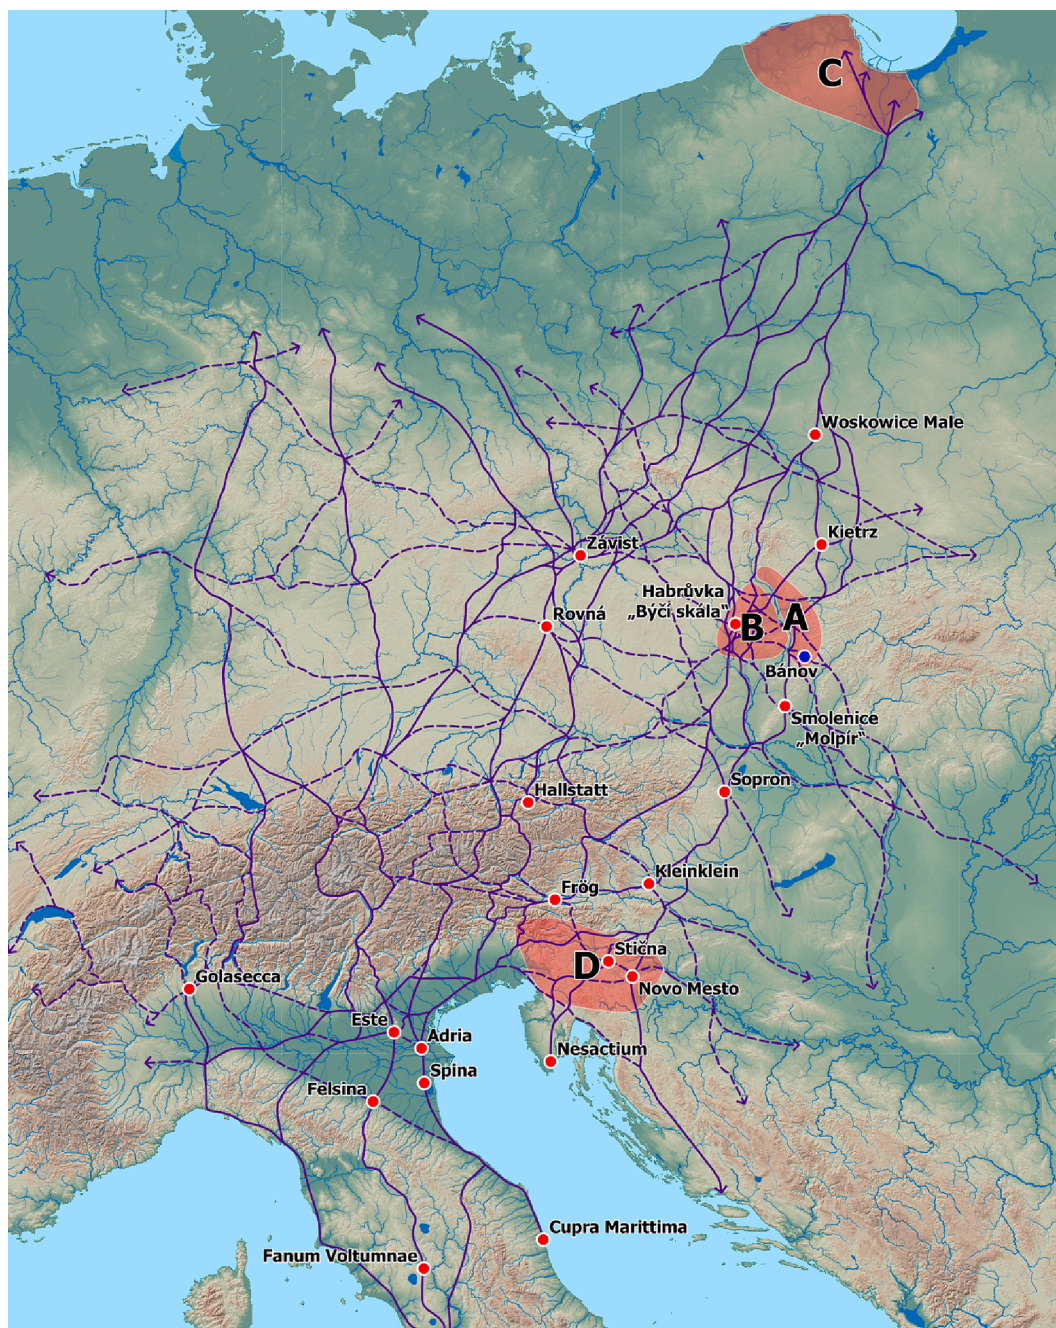 C
Woskowice Male
Kietrz
Závist
Habrůvka
„Býčí skála“
A
B
Rovná
Bánov
Smolenice
„Molpír“
Sopron
Hallstatt
Kleinklein
Frög
Stična
D
Novo Mesto
Golasecca
Este
Adria
Nesactium
Spina
Felsina
Cupra Marittima
Fanum Voltumnae